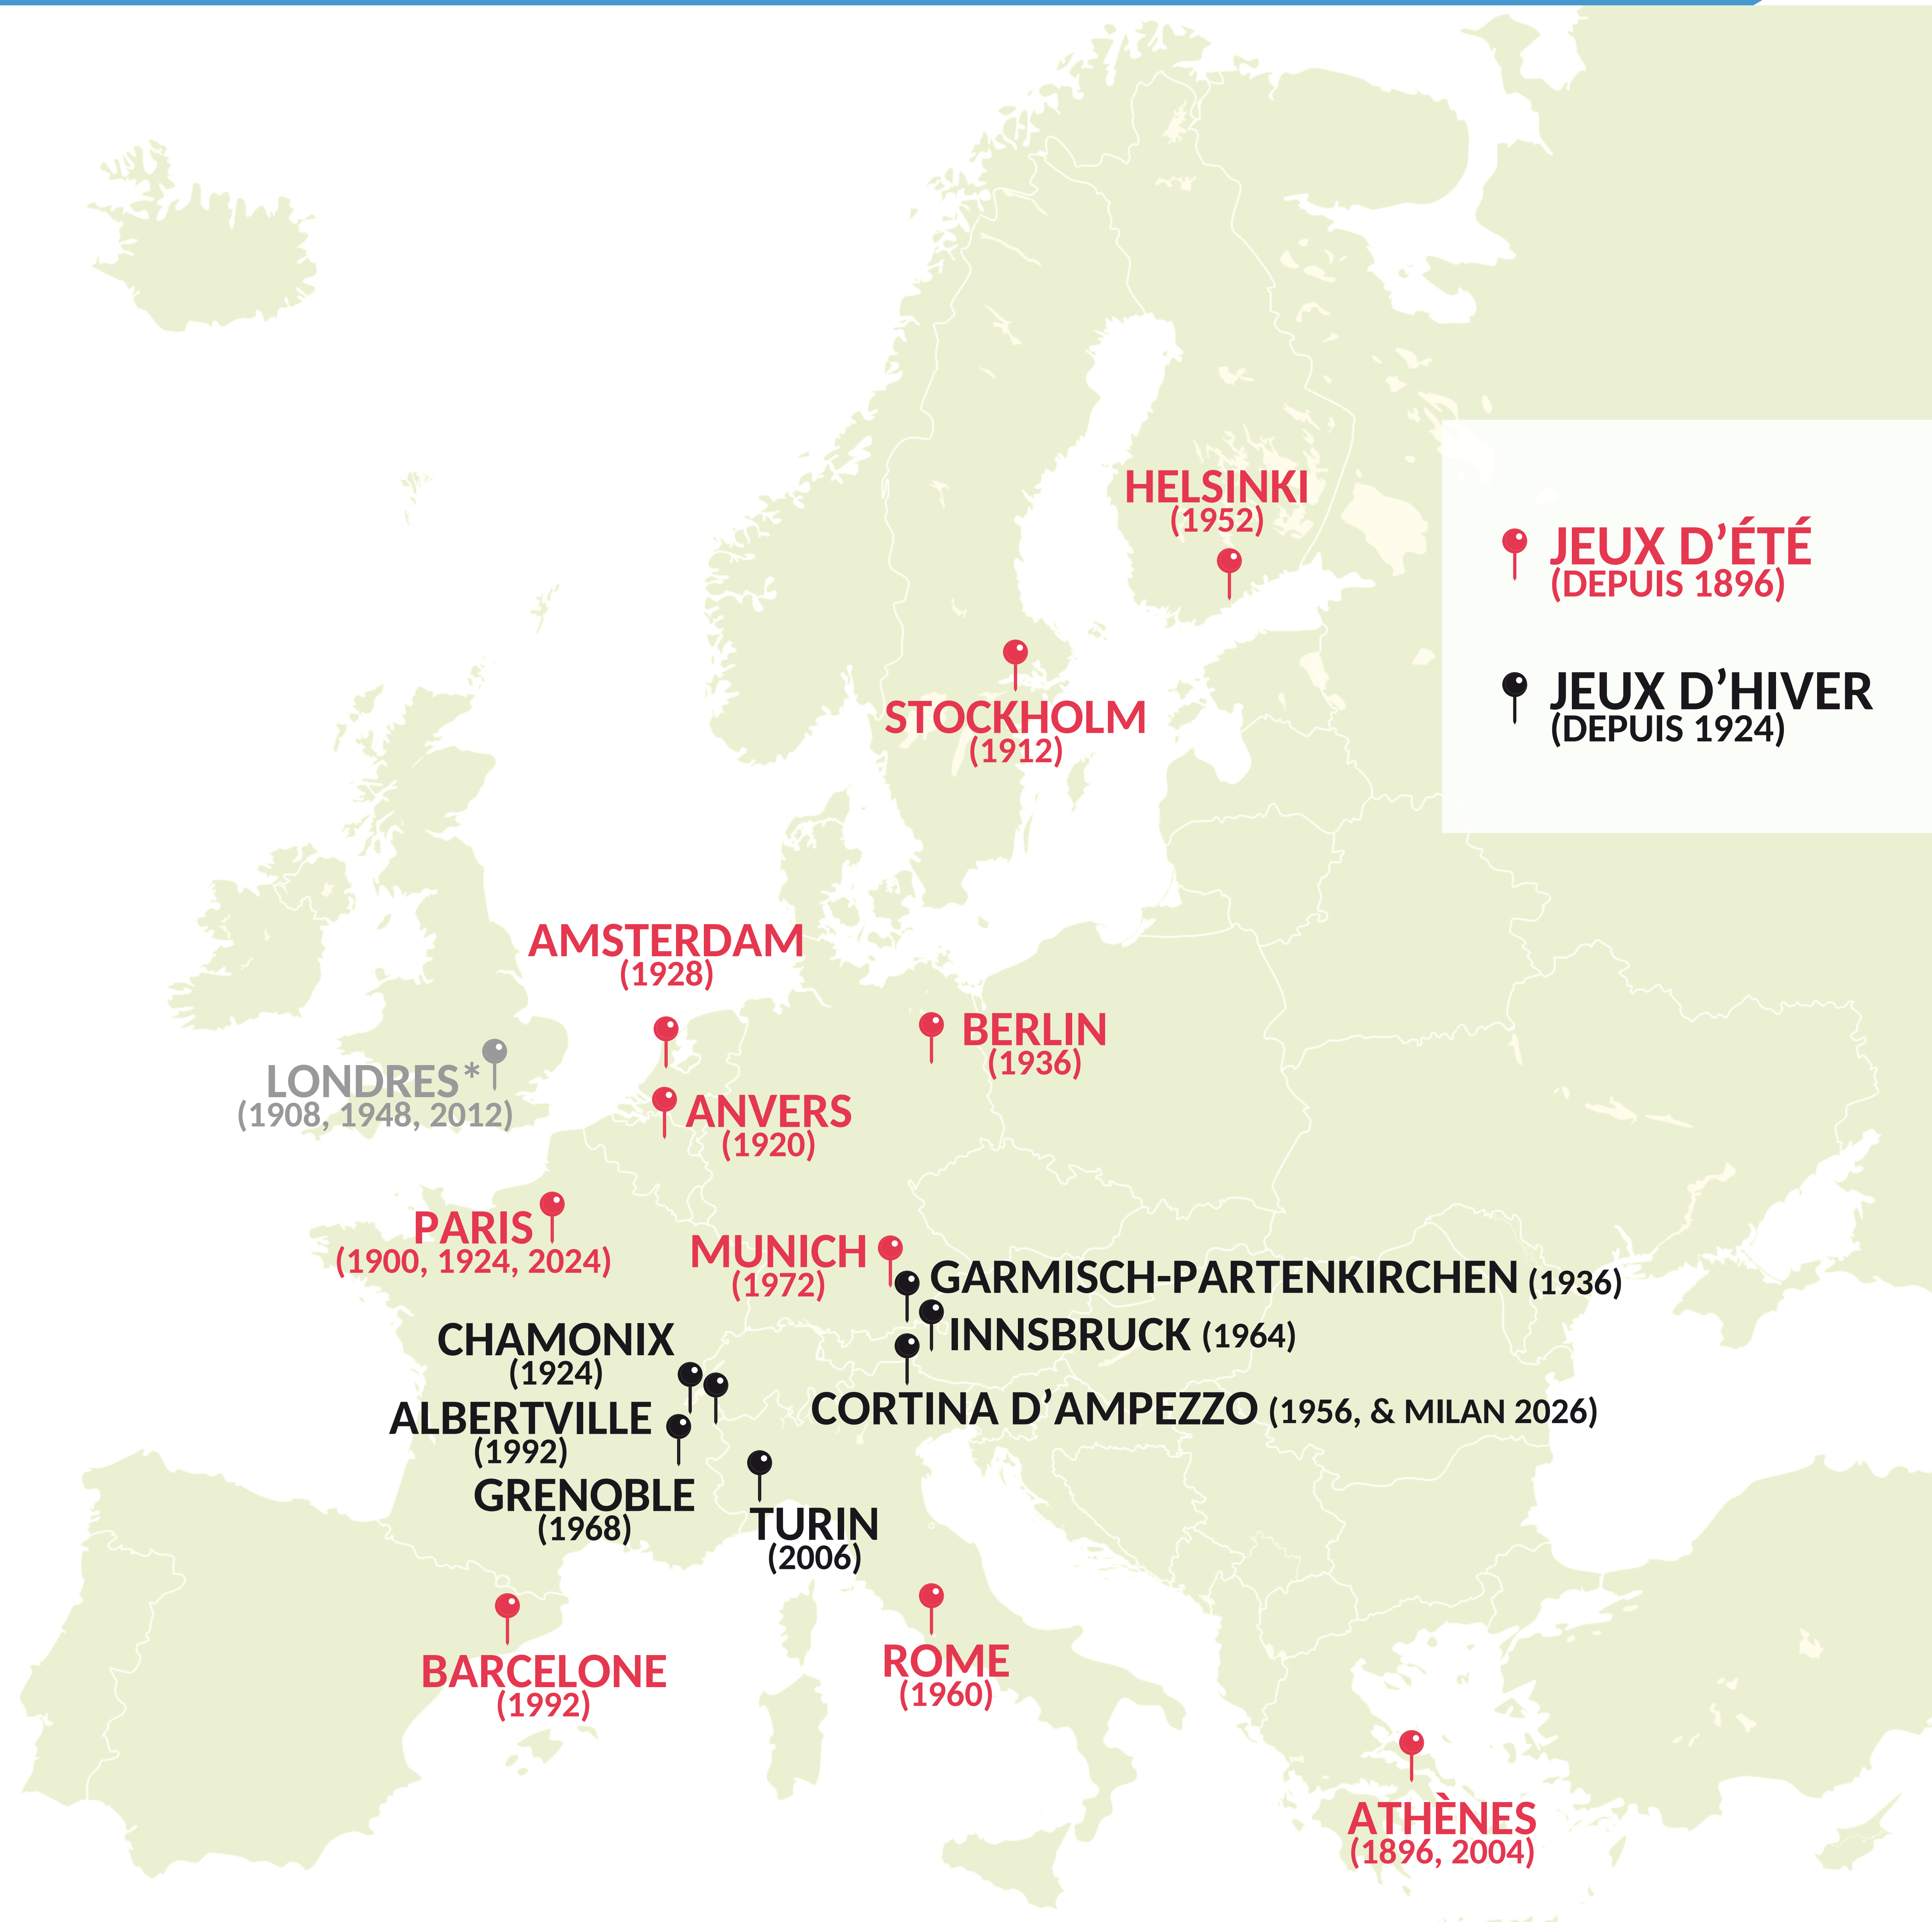 HELSINKI
(1952)
JEUX D’ÉTÉ
(DEPUIS 1896)
JEUX D’HIVER
(DEPUIS 1924)
STOCKHOLM
(1912)
AMSTERDAM
(1928)
BERLIN
(1936)
LONDRES*
(1908, 1948, 2012)
ANVERS
(1920)
PARIS
(1900, 1924, 2024)
MUNICH
(1972)
GARMISCH-PARTENKIRCHEN (1936)
INNSBRUCK (1964)
CHAMONIX
(1924)
CORTINA D’AMPEZZO (1956, & MILAN 2026)
ALBERTVILLE
(1992)
GRENOBLE
(1968)
TURIN
(2006)
BARCELONE
(1992)
ROME
(1960)
ATHÈNES
(1896, 2004)